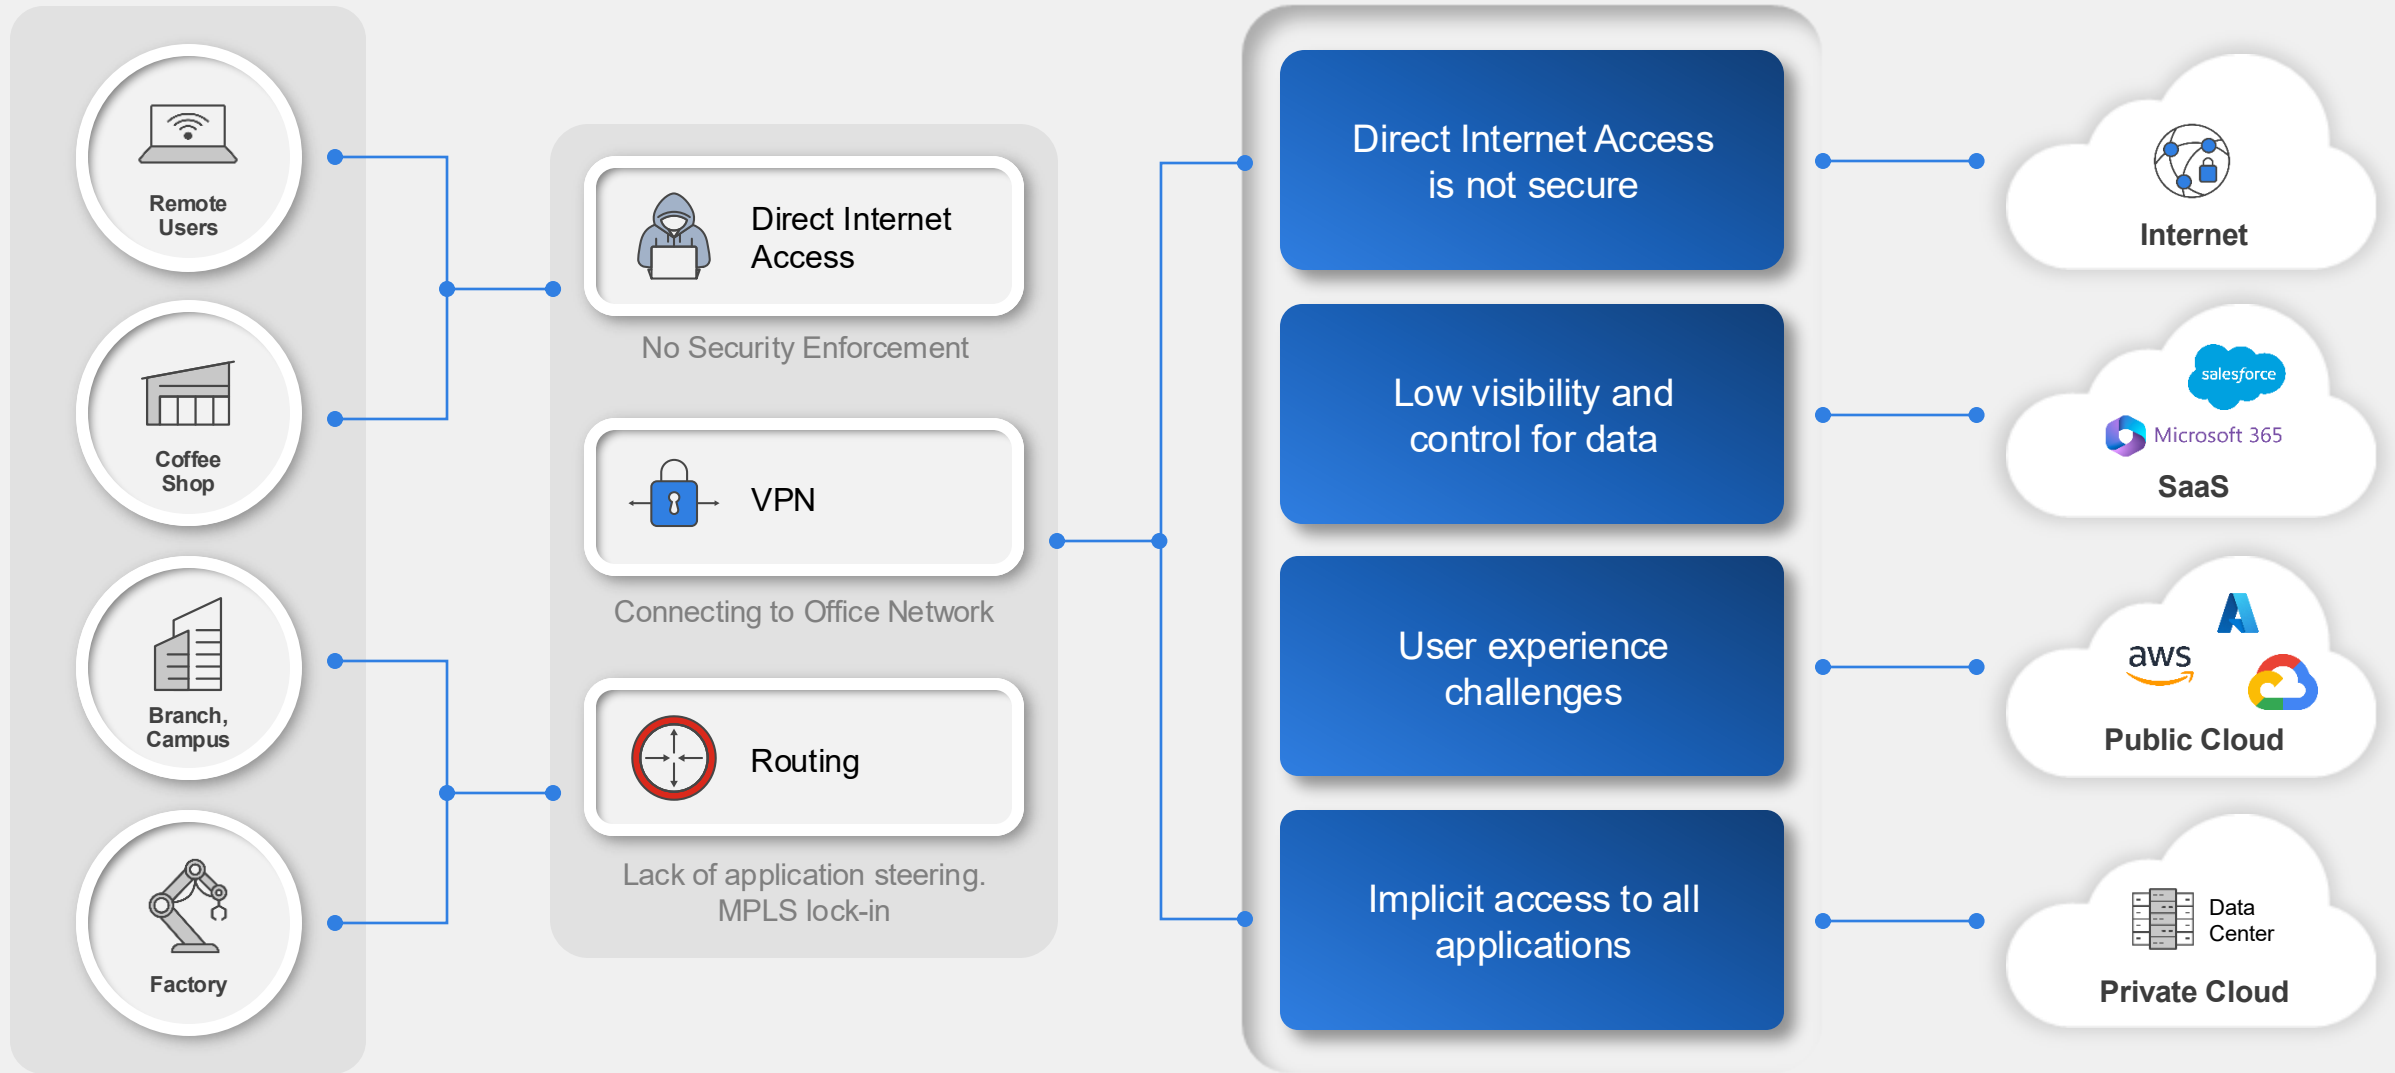 Remote
Users
Coffee
Shop
Branch,
Campus
Factory
Direct Internet
Access
No Security Enforcement
VPN
Connecting to Office Network
Routing
Lack of application steering.
MPLS lock-in
Direct Internet Access
is not secure
Low visibility and
control for data
User experience
challenges
Implicit access to all
applications
Internet
salesforce
Microsoft 365
SaaS
aws
Public Cloud
Data
Center
Private Cloud